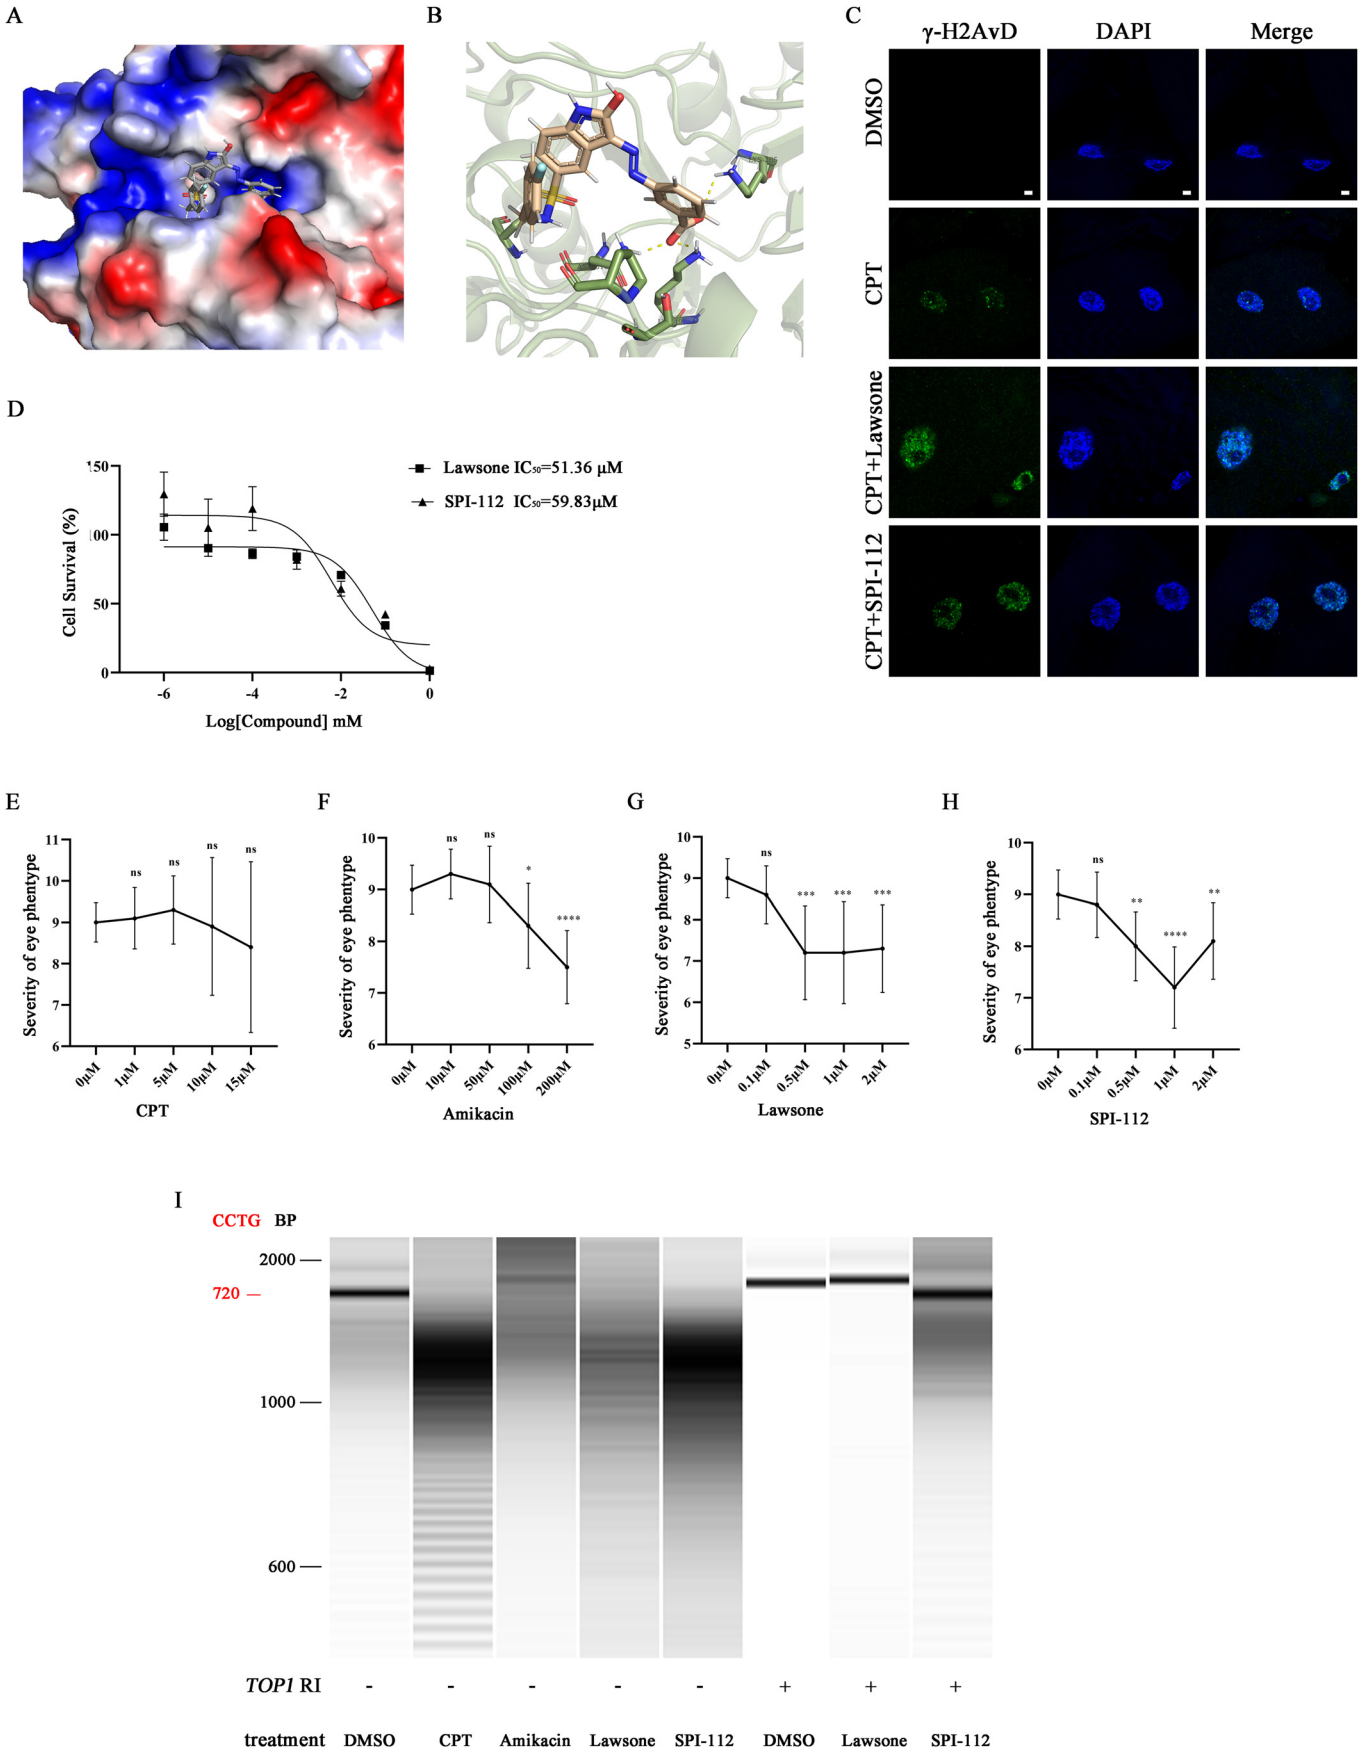 A
B
C
γ-H2AvD DAPI Merge
DMSO
CPT
CPT+Lawsone
CPT+SPI-112
D
Lawsone IC₅₀=51.36 μM
SPI-112 IC₅₀=59.83μM
150
100
50
0
Cell Survival (%)
-6 -4 -2 0
Log[Compound] mM
E
11
10
9
8
7
6
Severity of eye phentype
ns ns ns ns
0μM 1μM 5μM 10μM 15μM
CPT
F
10
9
8
7
6
Severity of eye phentype
ns ns * ****
0μM 10μM 50μM 100μM 200μM
Amikacin
G
10
9
8
7
6
5
Severity of eye phentype
ns *** *** ***
0μM 0.1μM 0.5μM 1μM 2μM
Lawsone
H
10
9
8
7
6
Severity of eye phentype
ns ** **** **
0μM 0.1μM 0.5μM 1μM 2μM
SPI-112
I
CCTG BP
2000
720
1000
600
TOP1 RI - - - - - + + +
treatment DMSO CPT Amikacin Lawsone SPI-112 DMSO Lawsone SPI-112